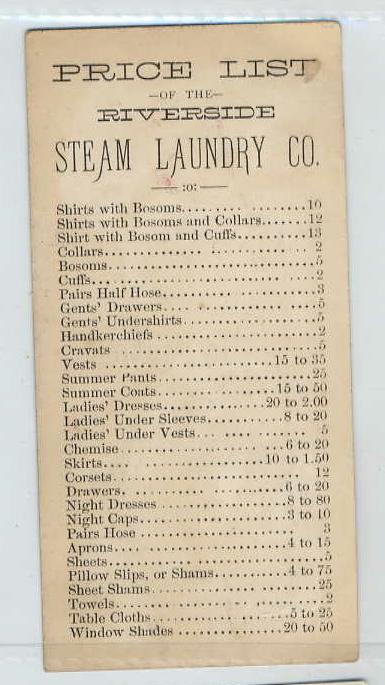 PRICE LIST
—OF THE—
RIVERSIDE
STEAM LAUNDRY CO.
—:o:—
Shirts with Bosoms..................10
Shirts with Bosoms and Collars.......12
Shirt with Bosom and Cuffs..........13
Collars..............................2
Bosoms...............................5
Cuffs................................2
Pairs Half Hose......................3
Gents' Drawers.......................5
Gents' Undershirts...................5
Handkerchiefs........................2
Cravats..............................5
Vests.........................15 to 35
Summer Pants........................25
Summer Coats..................15 to 50
Ladies' Dresses.............20 to 2.00
Ladies' Under Sleeves..........8 to 20
Ladies' Under Vests..................5
Chemise........................6 to 20
Skirts......................10 to 1.50
Corsets.............................12
Drawers........................6 to 20
Night Dresses..................8 to 80
Night Caps.....................3 to 10
Pairs Hose...........................3
Aprons.........................4 to 15
Sheets...............................5
Pillow Slips, or Shams.........4 to 75
Sheet Shams.........................25
Towels...............................2
Table Cloths...................5 to 25
Window Shades.................20 to 50